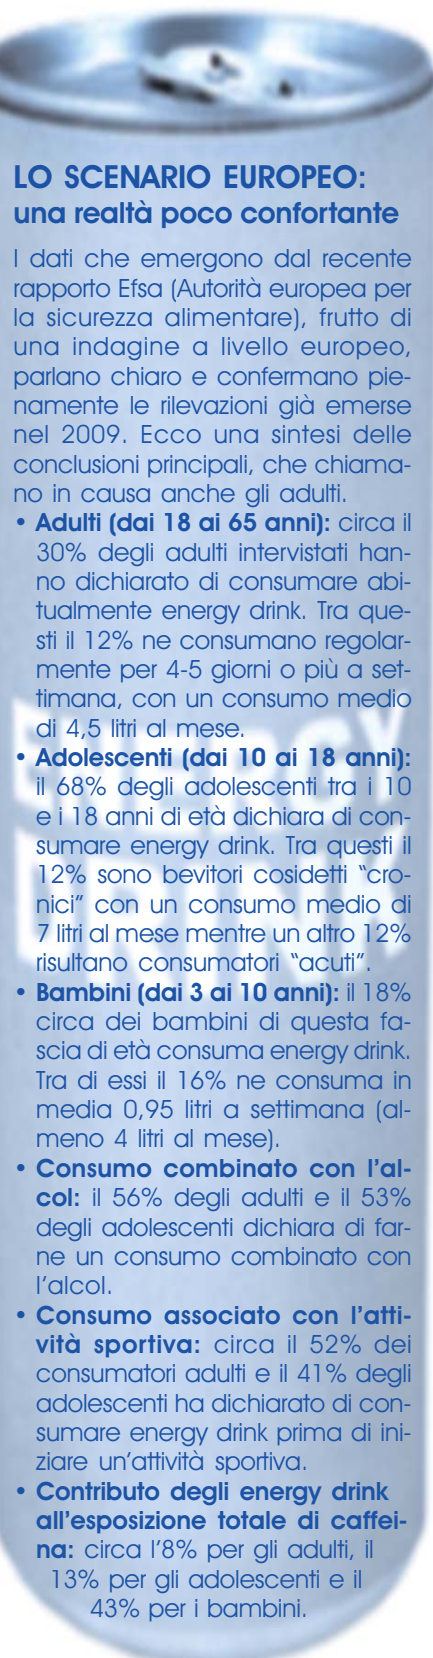 LO SCENARIO EUROPEO:
una realtà poco confortante
I dati che emergono dal recente
rapporto Efsa (Autorità europea per
la sicurezza alimentare), frutto di
una indagine a livello europeo,
parlano chiaro e confermano pie-
namente le rilevazioni già emerse
nel 2009. Ecco una sintesi delle
conclusioni principali, che chiama-
no in causa anche gli adulti.
• Adulti (dai 18 ai 65 anni): circa il
30% degli adulti intervistati han-
no dichiarato di consumare abi-
tualmente energy drink. Tra que-
sti il 12% ne consumano regolar-
mente per 4-5 giorni o più a set-
timana, con un consumo medio
di 4,5 litri al mese.
• Adolescenti (dai 10 ai 18 anni):
il 68% degli adolescenti tra i 10
e i 18 anni di età dichiara di con-
sumare energy drink. Tra questi il
12% sono bevitori cosidetti “cro-
nici” con un consumo medio di
7 litri al mese mentre un altro 12%
risultano consumatori “acuti”.
• Bambini (dai 3 ai 10 anni): il 18%
circa dei bambini di questa fa-
scia di età consuma energy drink.
Tra di essi il 16% ne consuma in
media 0,95 litri a settimana (al-
meno 4 litri al mese).
• Consumo combinato con l’al-
col: il 56% degli adulti e il 53%
degli adolescenti dichiara di far-
ne un consumo combinato con
l’alcol.
• Consumo associato con l’atti-
vità sportiva: circa il 52% dei
consumatori adulti e il 41% degli
adolescenti ha dichiarato di con-
sumare energy drink prima di ini-
ziare un’attività sportiva.
• Contributo degli energy drink
all’esposizione totale di caffei-
na: circa l’8% per gli adulti, il
13% per gli adolescenti e il
43% per i bambini.
ENERGY
DRINK